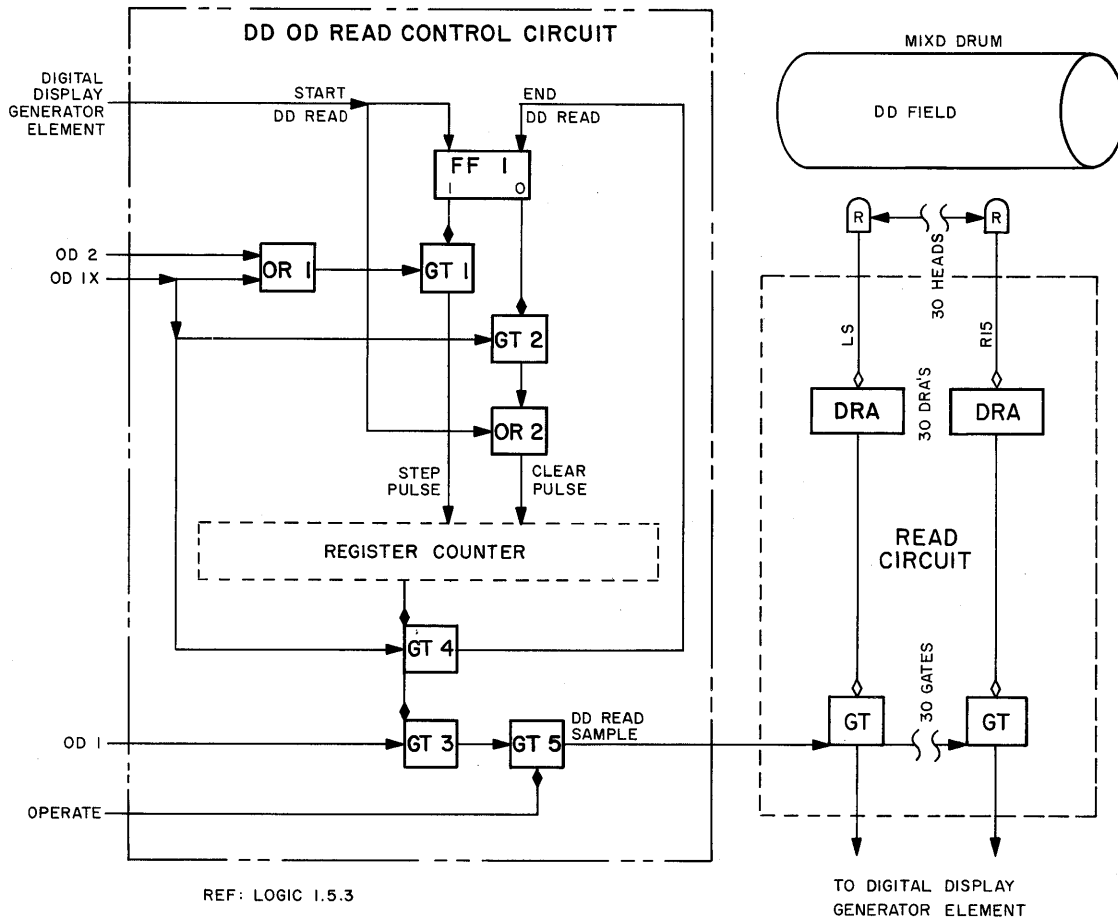 DD OD READ CONTROL CIRCUIT
DIGITAL
DISPLAY
GENERATOR
ELEMENT
START
DD READ
END
DD READ
FF 1
1
0
OD 2
OD 1X
OR 1
GT 1
GT 2
OR 2
STEP
PULSE
CLEAR
PULSE
REGISTER COUNTER
GT 4
OD 1
GT 3
GT 5
DD READ
SAMPLE
OPERATE
REF: LOGIC 1.5.3
MIXD DRUM
DD FIELD
R
R
30 HEADS
LS
R15
DRA
30 DRA'S
DRA
READ
CIRCUIT
30 GATES
GT
GT
TO DIGITAL DISPLAY
GENERATOR ELEMENT